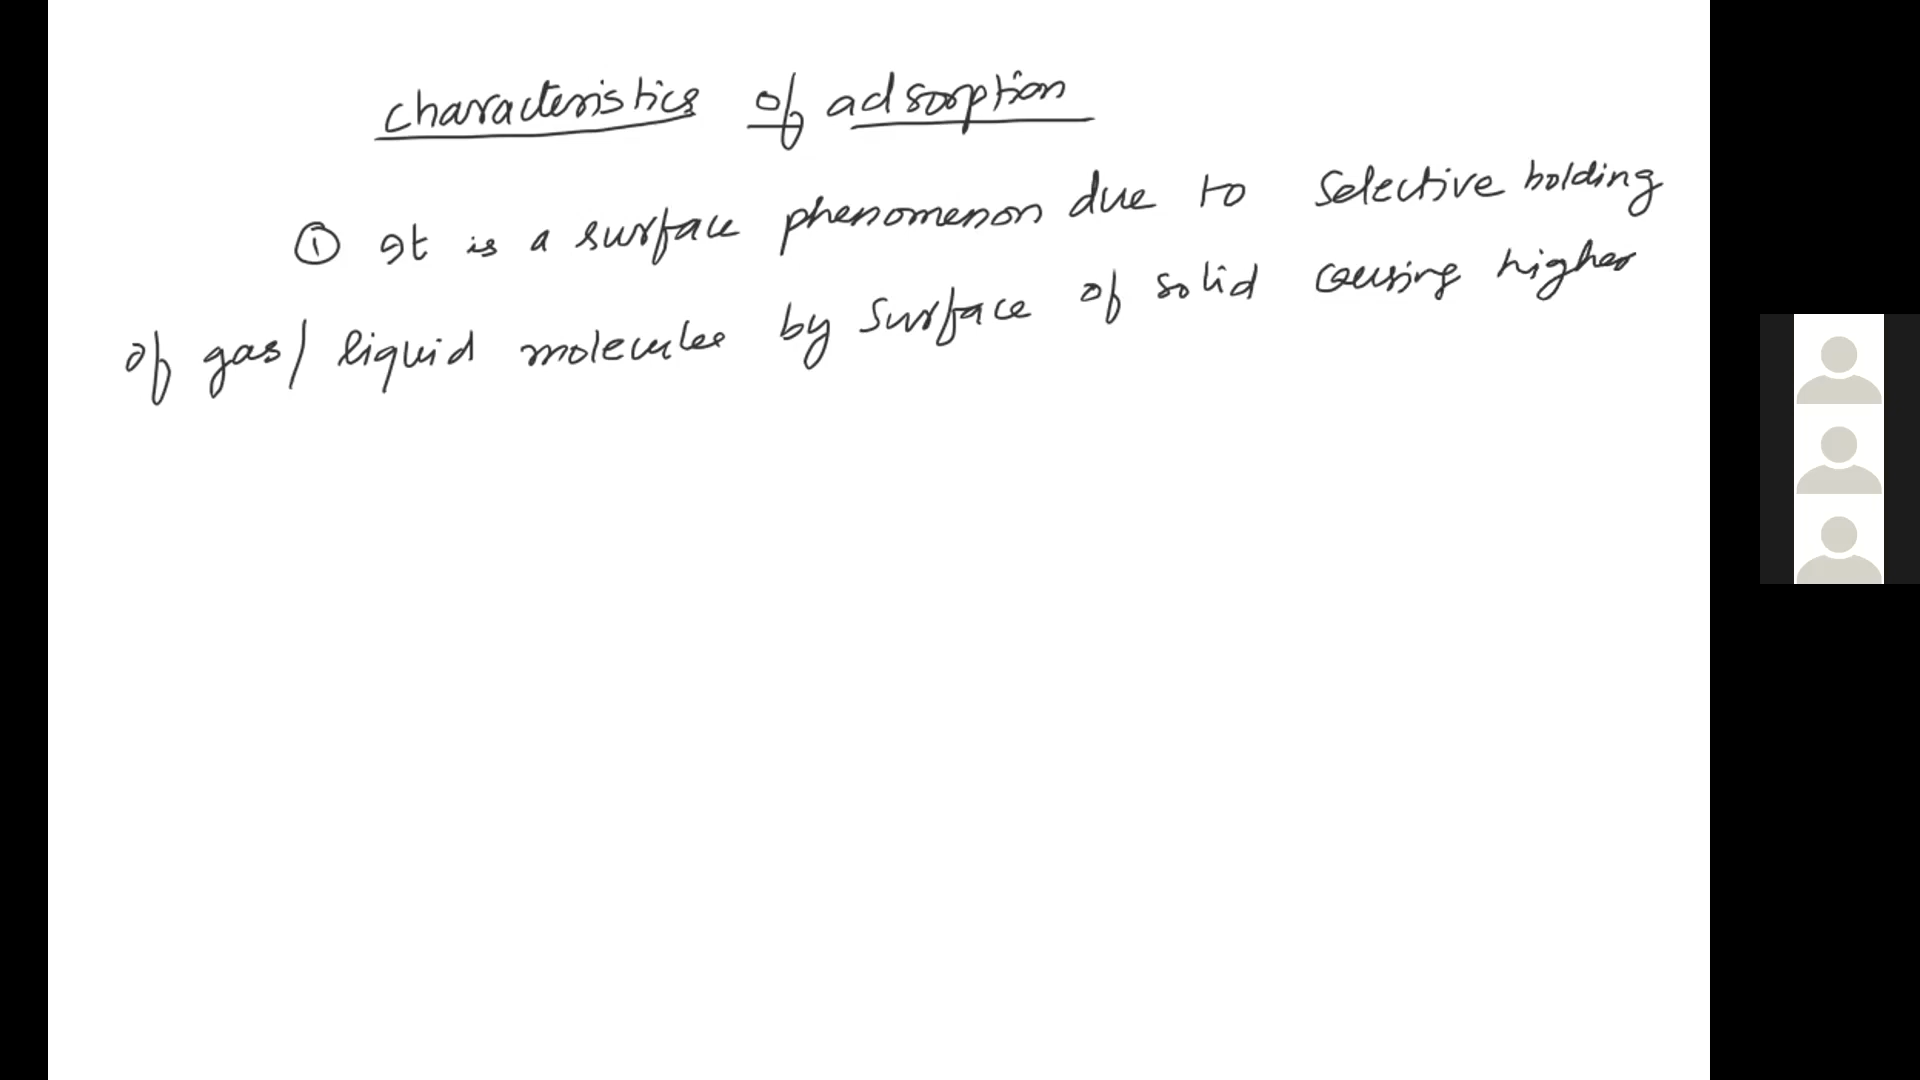 characteristics of adsorption
① It is a surface phenomenon due to selective holding
of gas/ liquid molecules by surface of solid causing higher